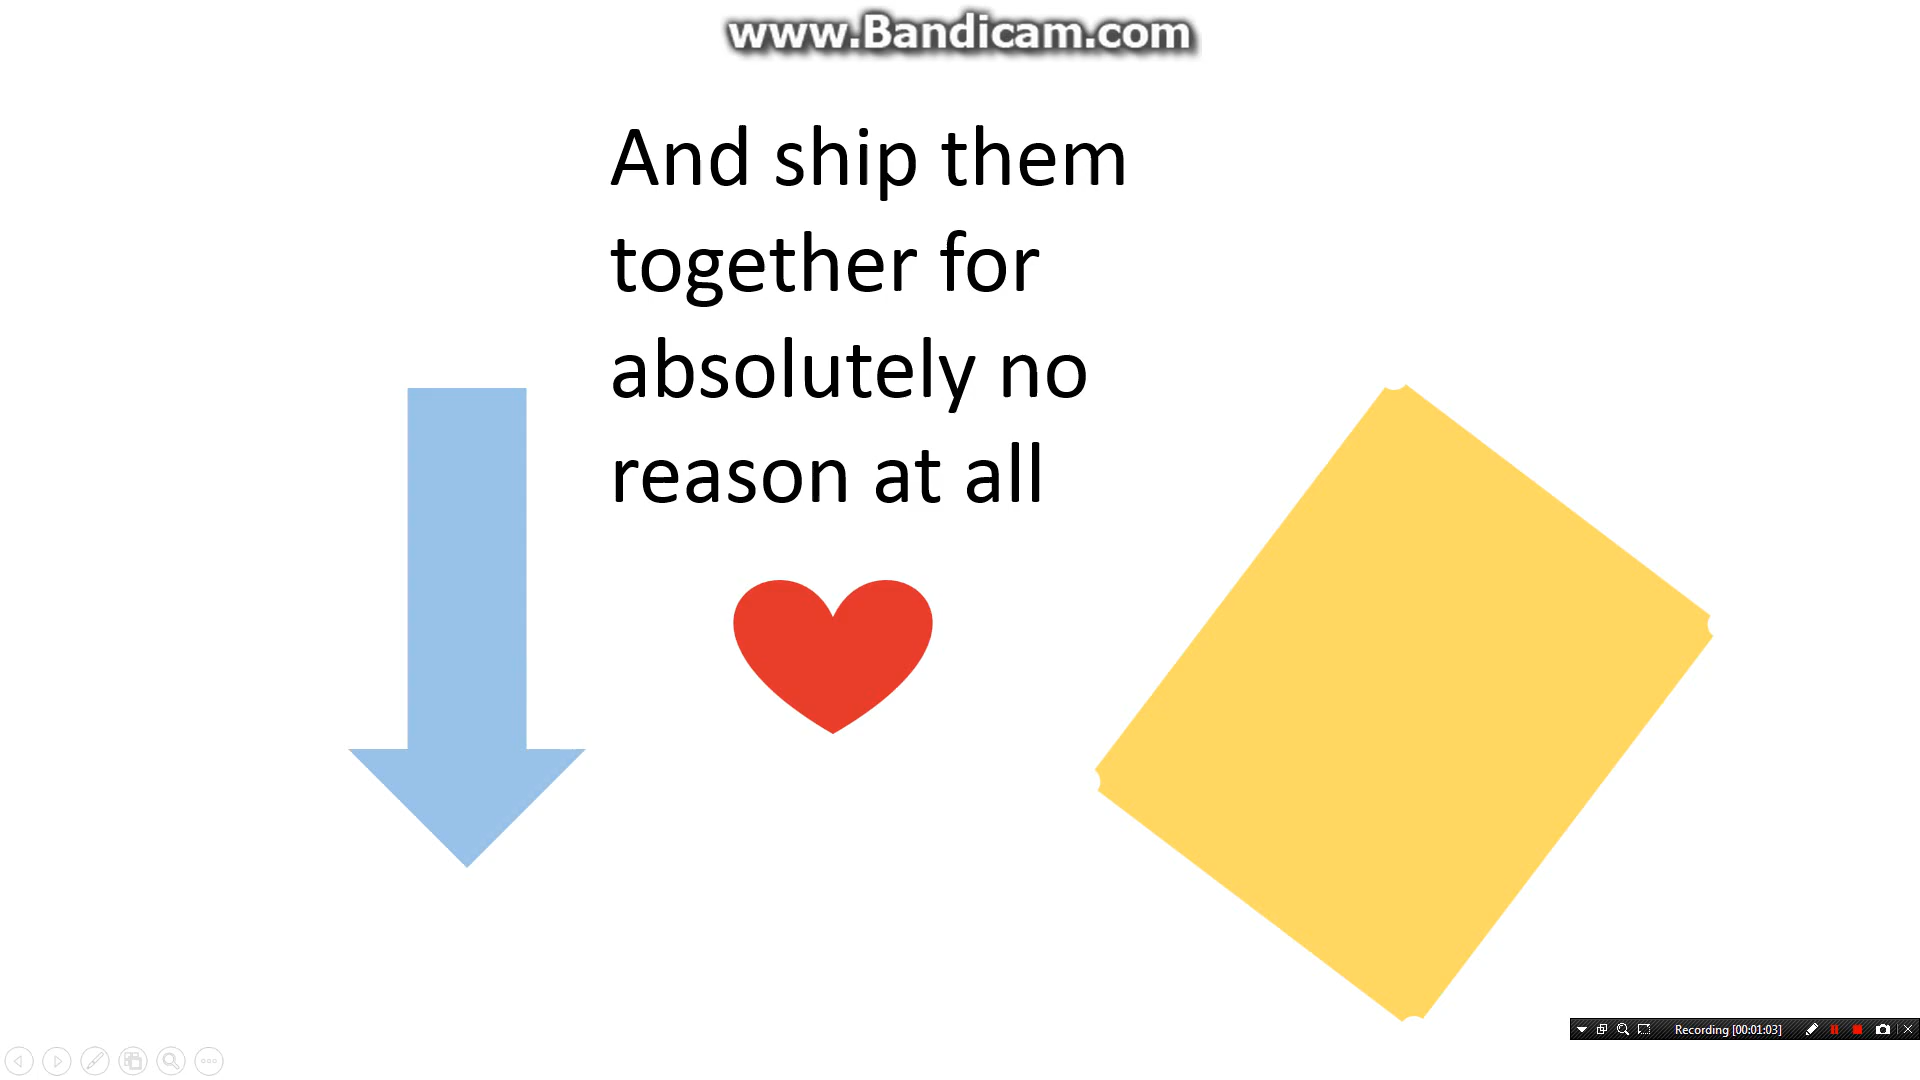 www.Bandicam.com
And ship them
together for
absolutely no
reason at all
Recording [00:01:03]